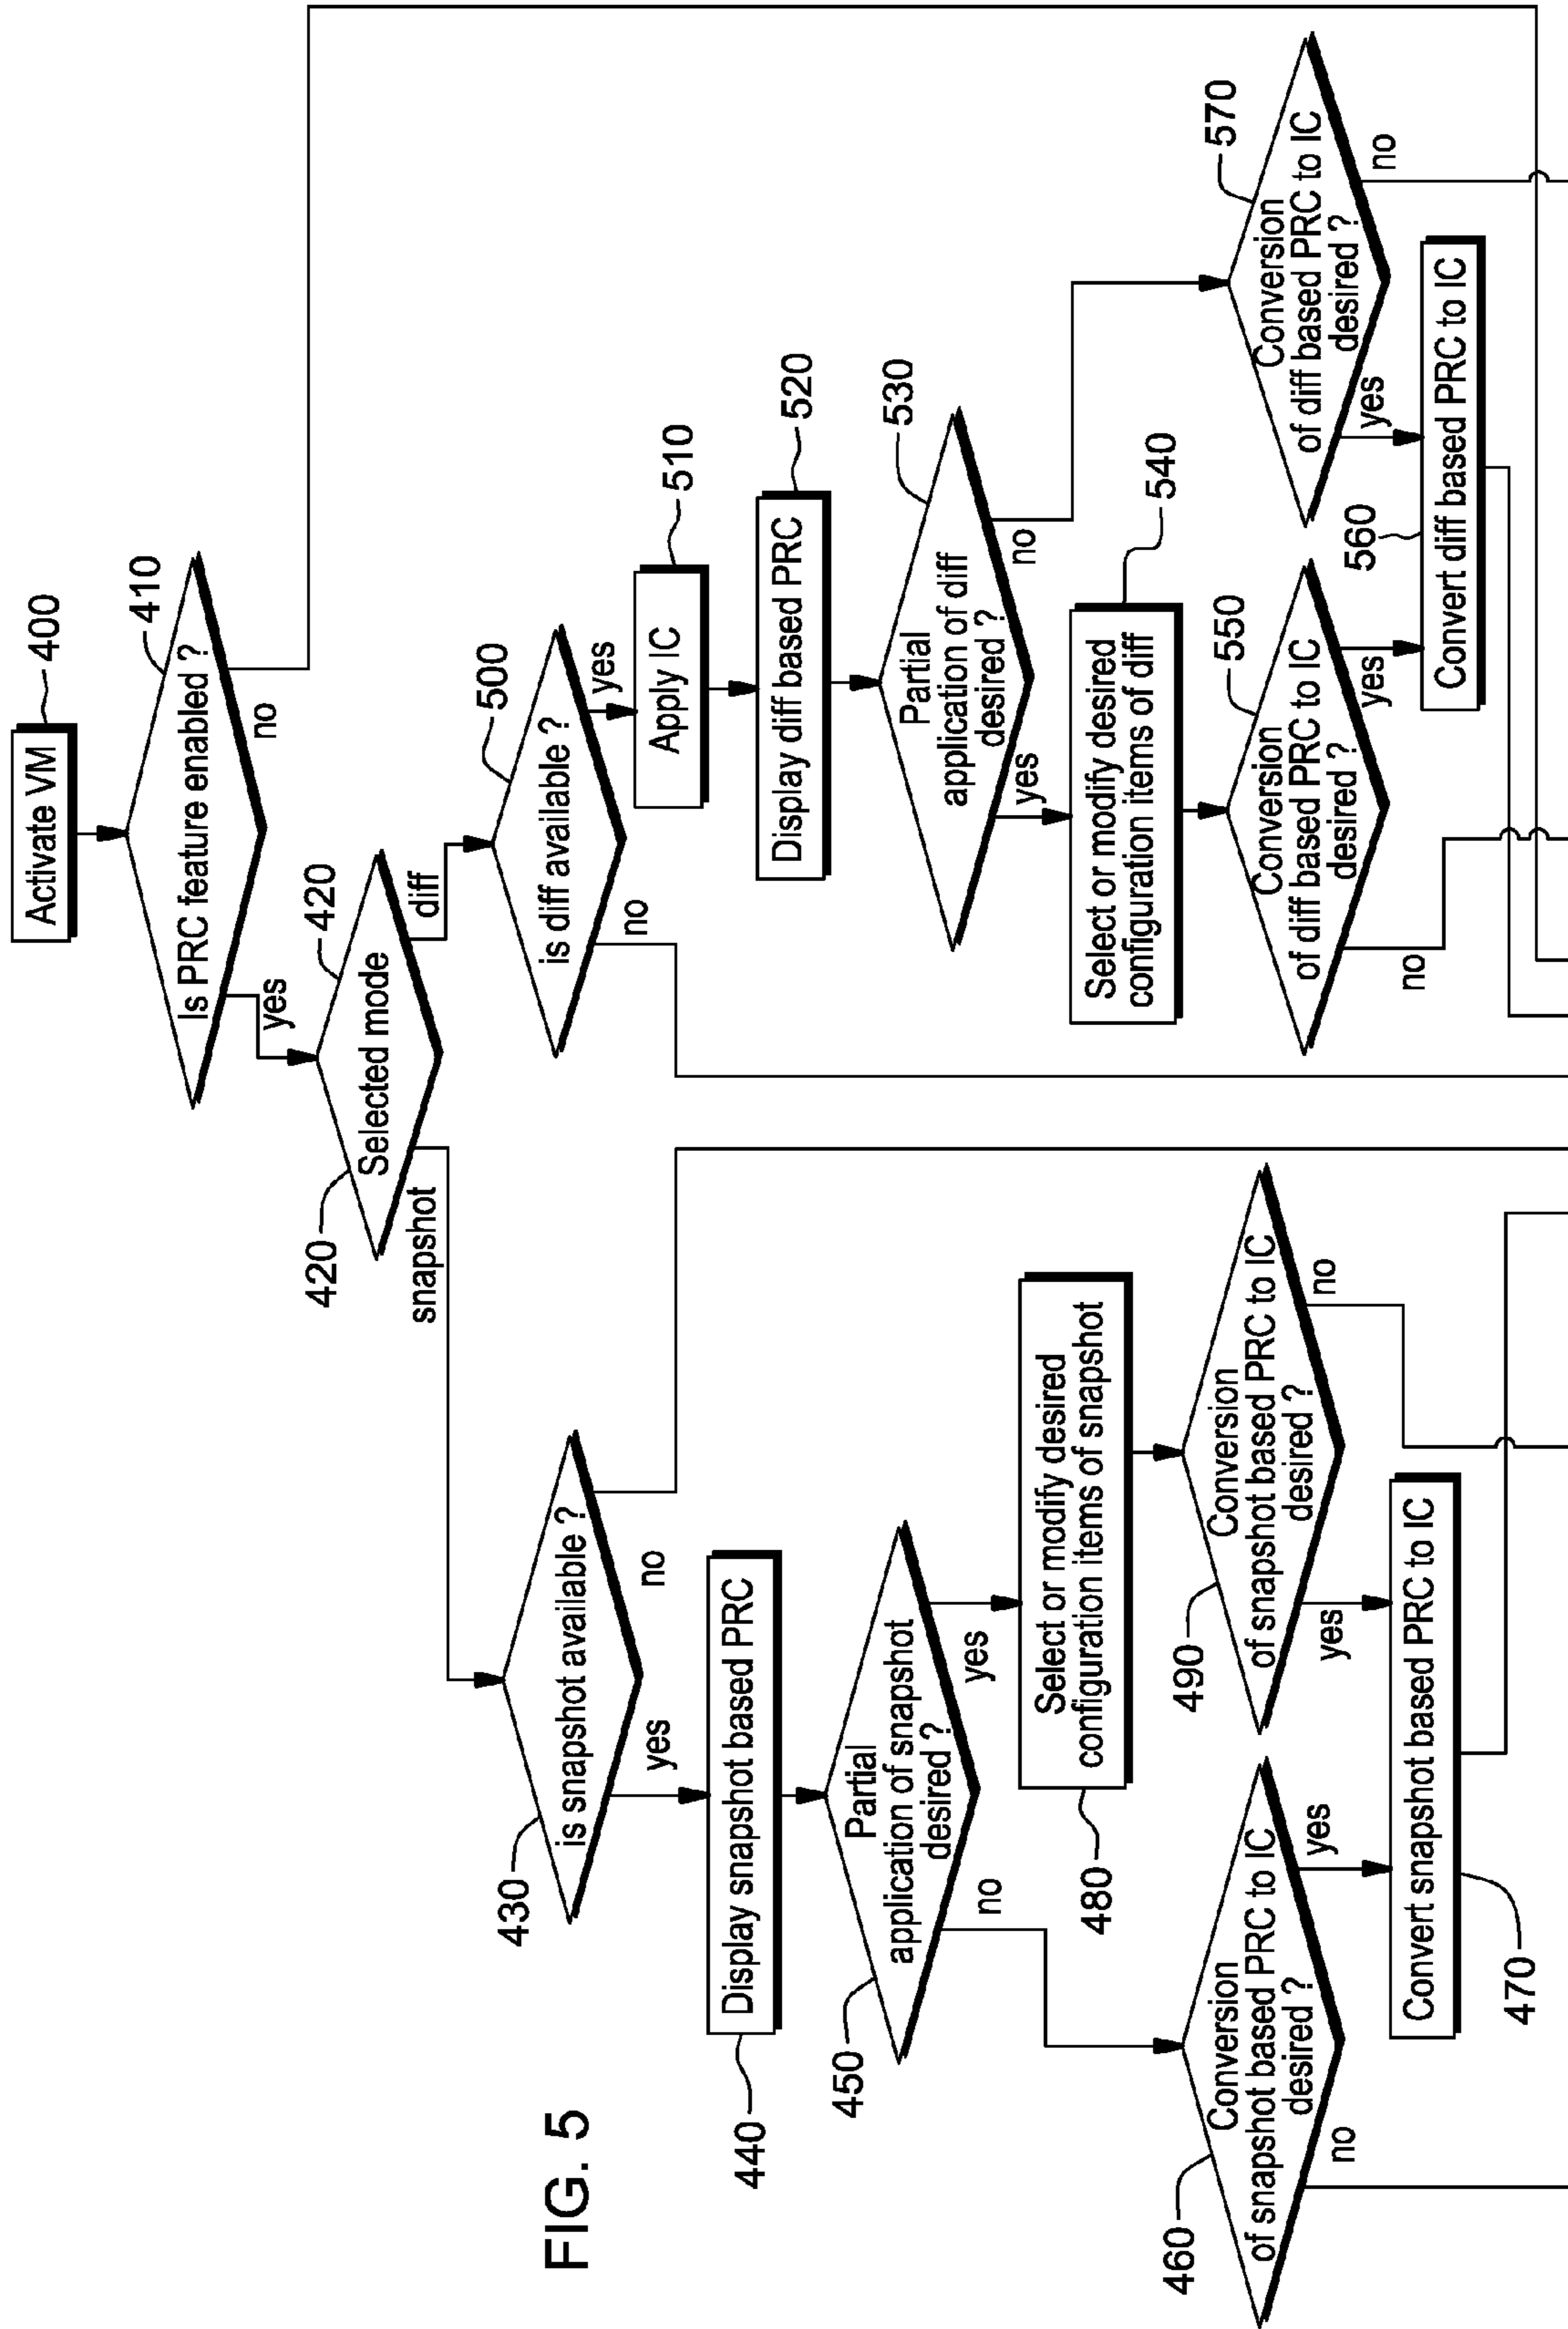 FIG. 5
Activate VM
400
Is PRC feature enabled ?
410
yes
no
420
Selected mode
420
snapshot
diff
430
is snapshot available ?
yes
no
440
Display snapshot based PRC
450
Partial
application of snapshot
desired ?
no
yes
480
Select or modify desired
configuration items of snapshot
460
Conversion
of snapshot based PRC to IC
desired ?
no
yes
490
Conversion
of snapshot based PRC to IC
desired ?
yes
no
Convert snapshot based PRC to IC
470
is diff available ?
500
no
yes
Apply IC
510
Display diff based PRC
520
Partial
application of diff
desired ?
530
yes
no
Select or modify desired
configuration items of diff
540
Conversion
of diff based PRC to IC
desired ?
550
no
yes
Conversion
of diff based PRC to IC
desired ?
570
yes
no
560
Convert diff based PRC to IC